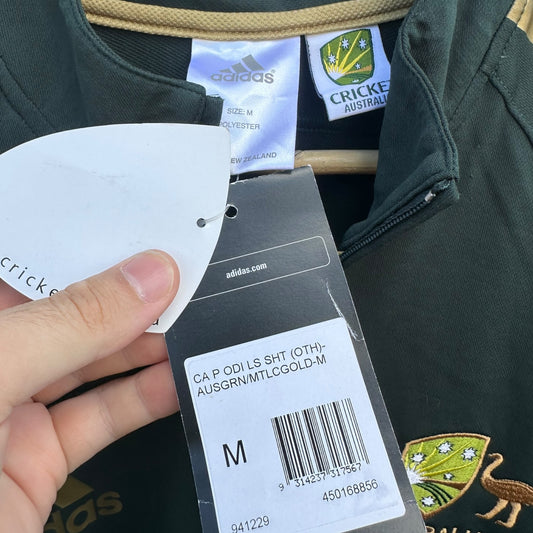 adidas
SIZE: M
POLYESTER
NEW ZEALAND
CRICKET
AUSTRALIA
adidas.com
CA P ODI LS SHT (OTH)-
AUSGRN/MTLCGOLD-M
M
9 314237 317567
450168856
941229
adidas